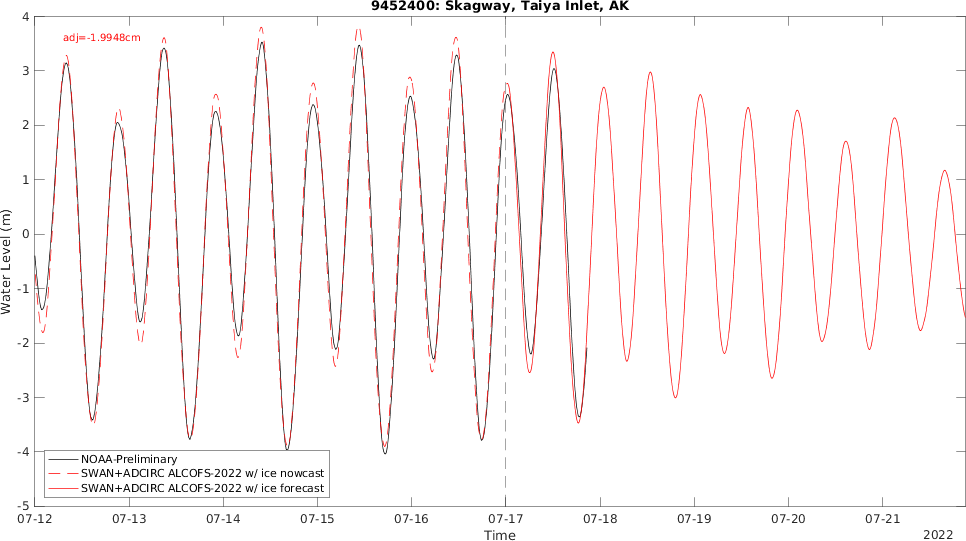 9452400: Skagway, Taiya Inlet, AK
adj=-1.9948cm
4
3
2
1
0
-1
-2
-3
-4
-5
Water Level (m)
NOAA-Preliminary
SWAN+ADCIRC ALCOFS-2022 w/ ice nowcast
SWAN+ADCIRC ALCOFS-2022 w/ ice forecast
07-12 07-13 07-14 07-15 07-16 07-17 07-18 07-19 07-20 07-21
Time
2022